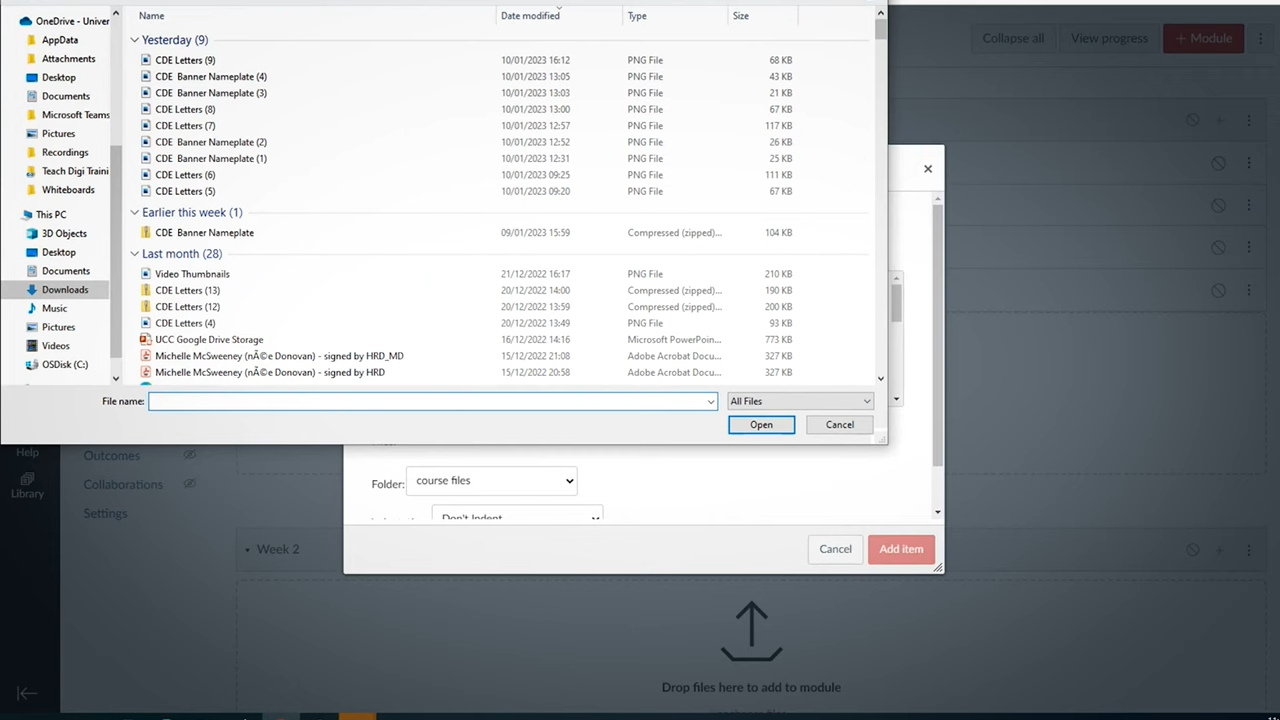 Name Date modified Type Size
OneDrive - Univer
AppData
Attachments
Desktop
Documents
Microsoft Teams
Pictures
Recordings
Teach Digi Traini
Whiteboards
This PC
3D Objects
Desktop
Documents
Downloads
Music
Pictures
Videos
OSDisk (C:)
Yesterday (9)
CDE Letters (9) 10/01/2023 16:12 PNG File 68 KB
CDE Banner Nameplate (4) 10/01/2023 13:05 PNG File 43 KB
CDE Banner Nameplate (3) 10/01/2023 13:03 PNG File 21 KB
CDE Letters (8) 10/01/2023 13:00 PNG File 67 KB
CDE Letters (7) 10/01/2023 12:57 PNG File 117 KB
CDE Banner Nameplate (2) 10/01/2023 12:52 PNG File 26 KB
CDE Banner Nameplate (1) 10/01/2023 12:31 PNG File 25 KB
CDE Letters (6) 10/01/2023 09:25 PNG File 111 KB
CDE Letters (5) 10/01/2023 09:20 PNG File 67 KB
Earlier this week (1)
CDE Banner Nameplate 09/01/2023 15:59 Compressed (zipped)... 104 KB
Last month (28)
Video Thumbnails 21/12/2022 16:17 PNG File 210 KB
CDE Letters (13) 20/12/2022 14:00 Compressed (zipped)... 190 KB
CDE Letters (12) 20/12/2022 13:59 Compressed (zipped)... 200 KB
CDE Letters (4) 20/12/2022 13:49 PNG File 93 KB
UCC Google Drive Storage 16/12/2022 14:16 Microsoft PowerPoin... 773 KB
Michelle McSweeney (nÃ©e Donovan) - signed by HRD_MD 15/12/2022 21:08 Adobe Acrobat Docu... 327 KB
Michelle McSweeney (nÃ©e Donovan) - signed by HRD 15/12/2022 20:58 Adobe Acrobat Docu... 327 KB
File name: All Files
Open Cancel
Collapse all View progress + Module
Folder: course files
Don't Indent
Cancel Add item
Help
Library
Outcomes
Collaborations
Settings
Week 2
Drop files here to add to module